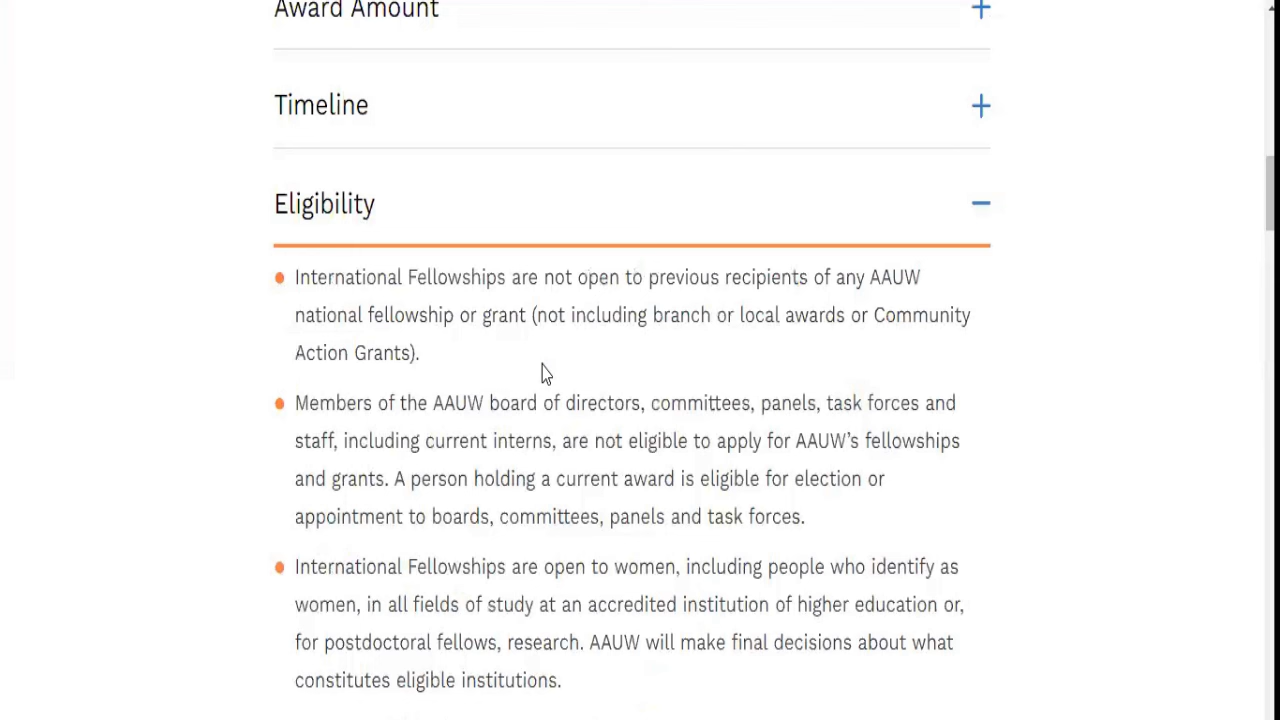 Award Amount
Timeline
Eligibility
International Fellowships are not open to previous recipients of any AAUW
national fellowship or grant (not including branch or local awards or Community
Action Grants).
Members of the AAUW board of directors, committees, panels, task forces and
staff, including current interns, are not eligible to apply for AAUW’s fellowships
and grants. A person holding a current award is eligible for election or
appointment to boards, committees, panels and task forces.
International Fellowships are open to women, including people who identify as
women, in all fields of study at an accredited institution of higher education or,
for postdoctoral fellows, research. AAUW will make final decisions about what
constitutes eligible institutions.